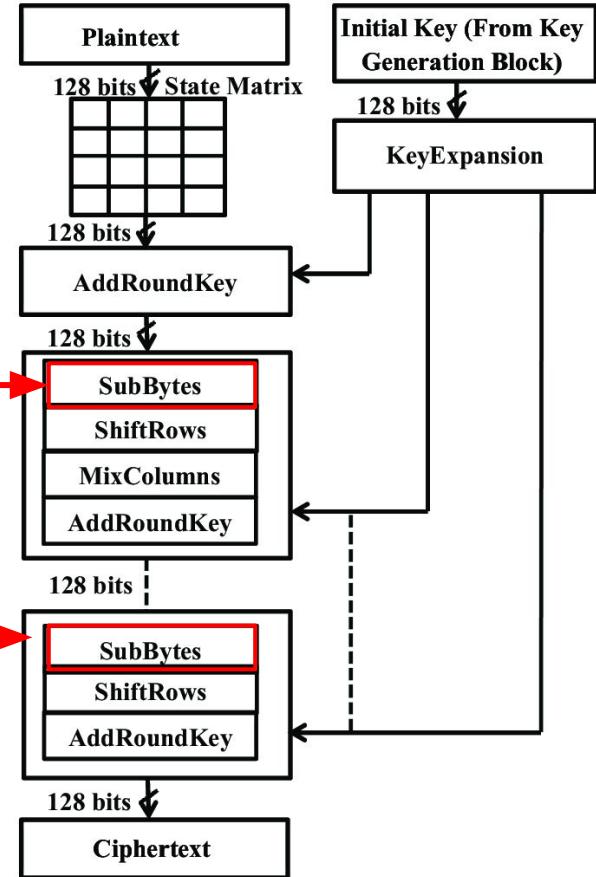 Plaintext
Initial Key (From Key
Generation Block)
128 bits
State Matrix
128 bits
KeyExpansion
128 bits
AddRoundKey
128 bits
SubBytes
ShiftRows
MixColumns
AddRoundKey
128 bits
SubBytes
ShiftRows
AddRoundKey
128 bits
Ciphertext